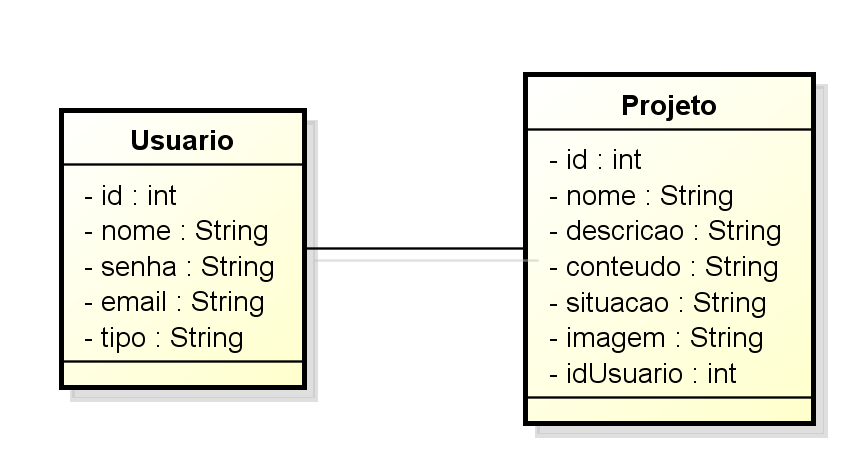 Usuario
- id : int
- nome : String
- senha : String
- email : String
- tipo : String
Projeto
- id : int
- nome : String
- descricao : String
- conteudo : String
- situacao : String
- imagem : String
- idUsuario : int